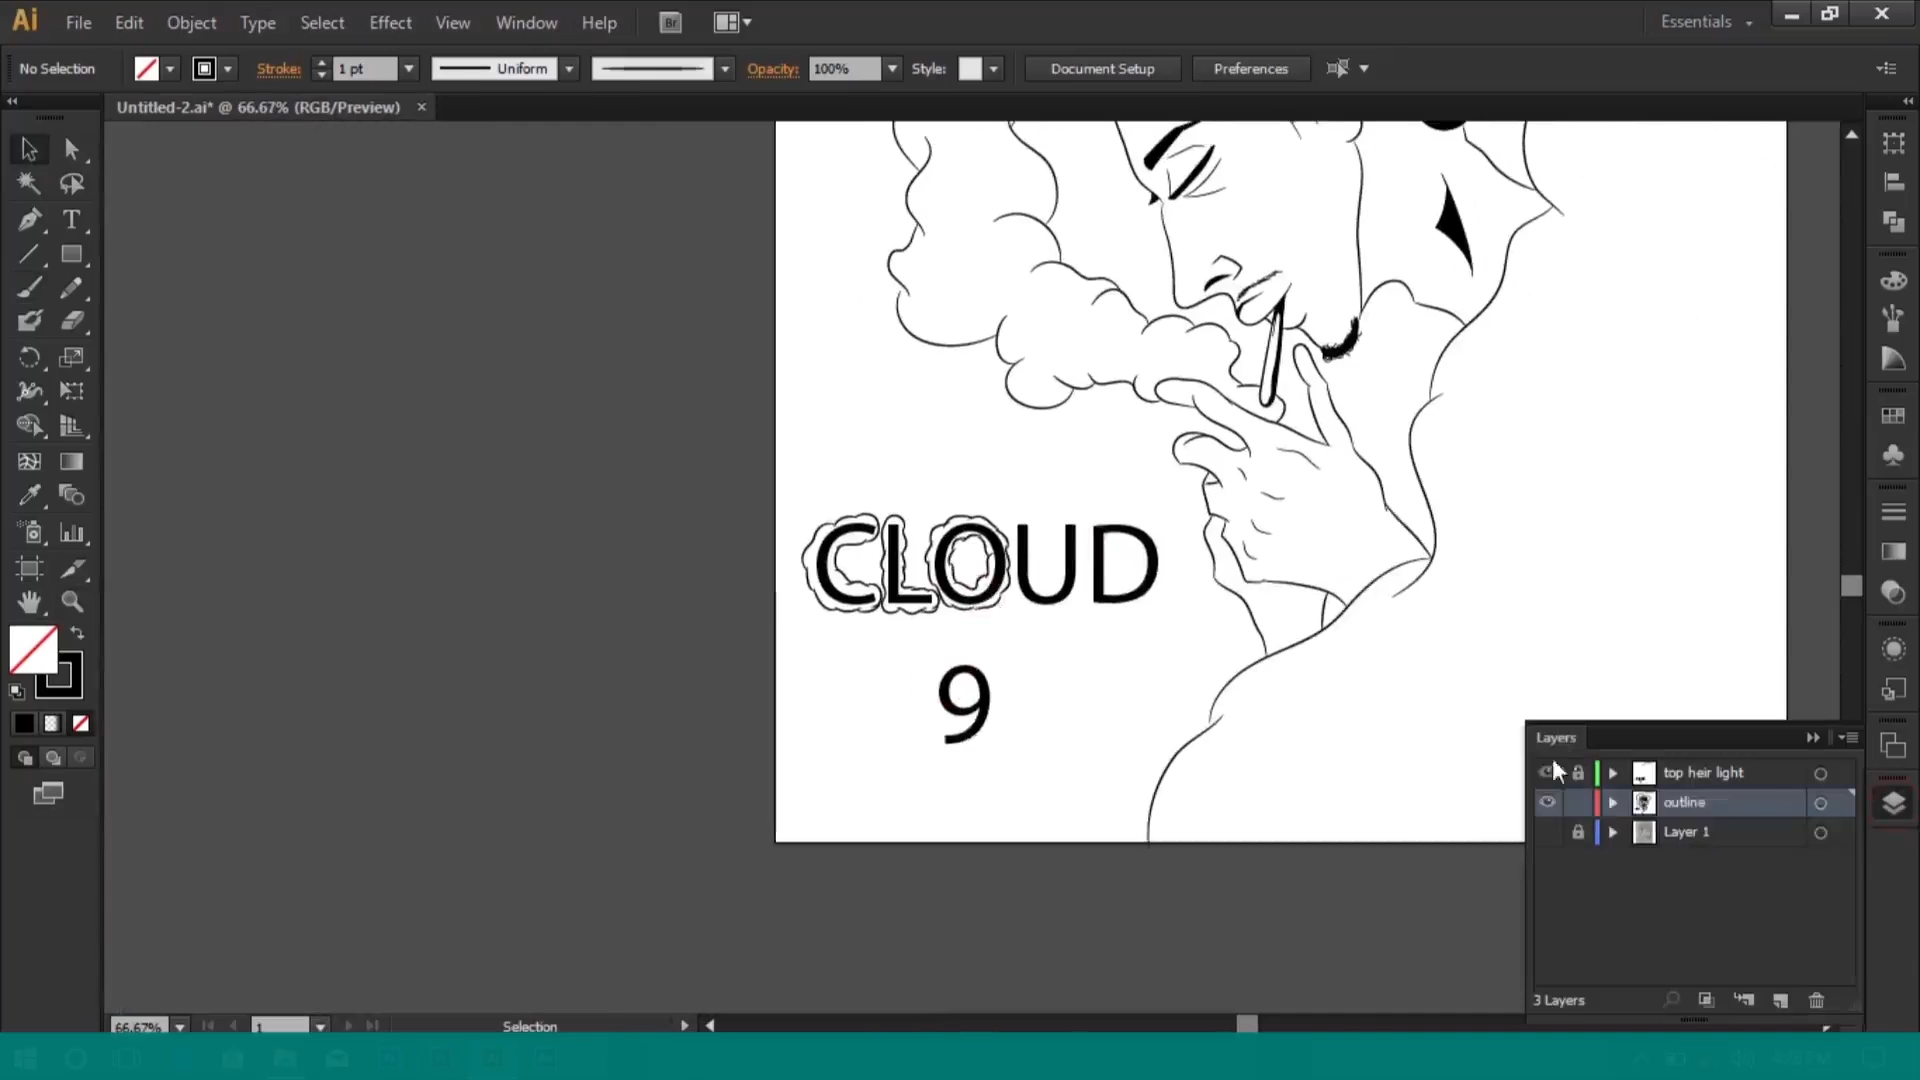 Ai File Edit Object Type Select Effect View Window Help Br Essentials
No Selection Stroke: 1 pt Uniform Opacity: 100% Style: Document Setup Preferences
Untitled-2.ai* @ 66.67% (RGB/Preview)
T
CLOUD
9
Layers
top heir light
outline
Layer 1
3 Layers
66.67% 1 Selection